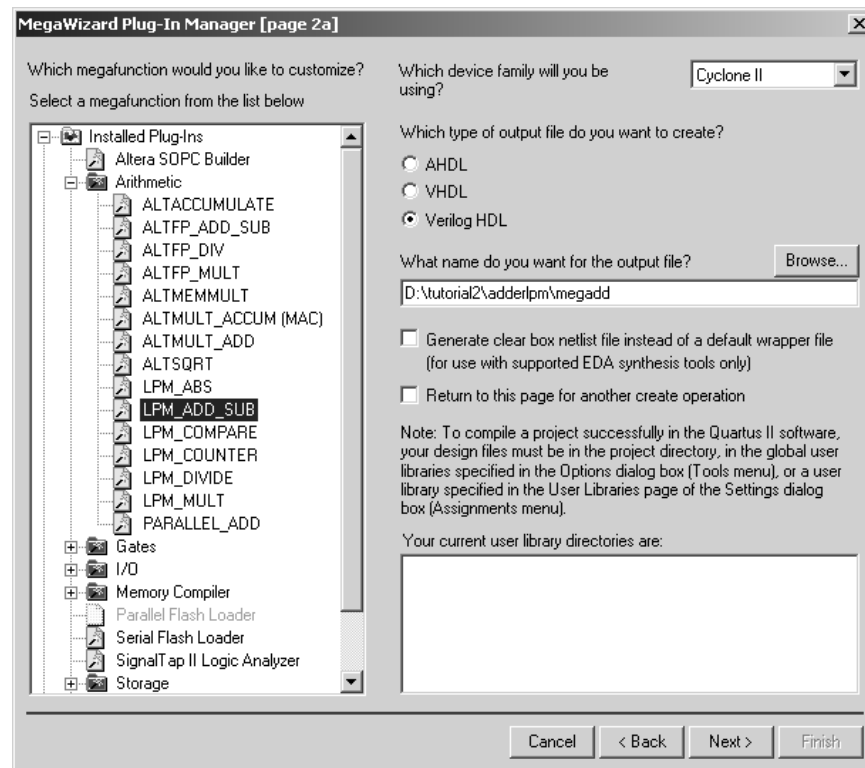 MegaWizard Plug-In Manager [page 2a]
Which megafunction would you like to customize?
Select a megafunction from the list below
Installed Plug-Ins
Altera SOPC Builder
Arithmetic
ALTACCUMULATE
ALTFP_ADD_SUB
ALTFP_DIV
ALTFP_MULT
ALTMEMMULT
ALTMULT_ACCUM (MAC)
ALTMULT_ADD
ALTSQRT
LPM_ABS
LPM_ADD_SUB
LPM_COMPARE
LPM_COUNTER
LPM_DIVIDE
LPM_MULT
PARALLEL_ADD
Gates
I/O
Memory Compiler
Parallel Flash Loader
Serial Flash Loader
SignalTap II Logic Analyzer
Storage
Which device family will you be
using?
Cyclone II
Which type of output file do you want to create?
AHDL
VHDL
Verilog HDL
What name do you want for the output file?
Browse...
D:\tutorial2\adderlpm\megadd
Generate clear box netlist file instead of a default wrapper file
(for use with supported EDA synthesis tools only)
Return to this page for another create operation
Note: To compile a project successfully in the Quartus II software,
your design files must be in the project directory, in the global user
libraries specified in the Options dialog box (Tools menu), or a user
library specified in the User Libraries page of the Settings dialog
box (Assignments menu).
Your current user library directories are:
Cancel
< Back
Next >
Finish